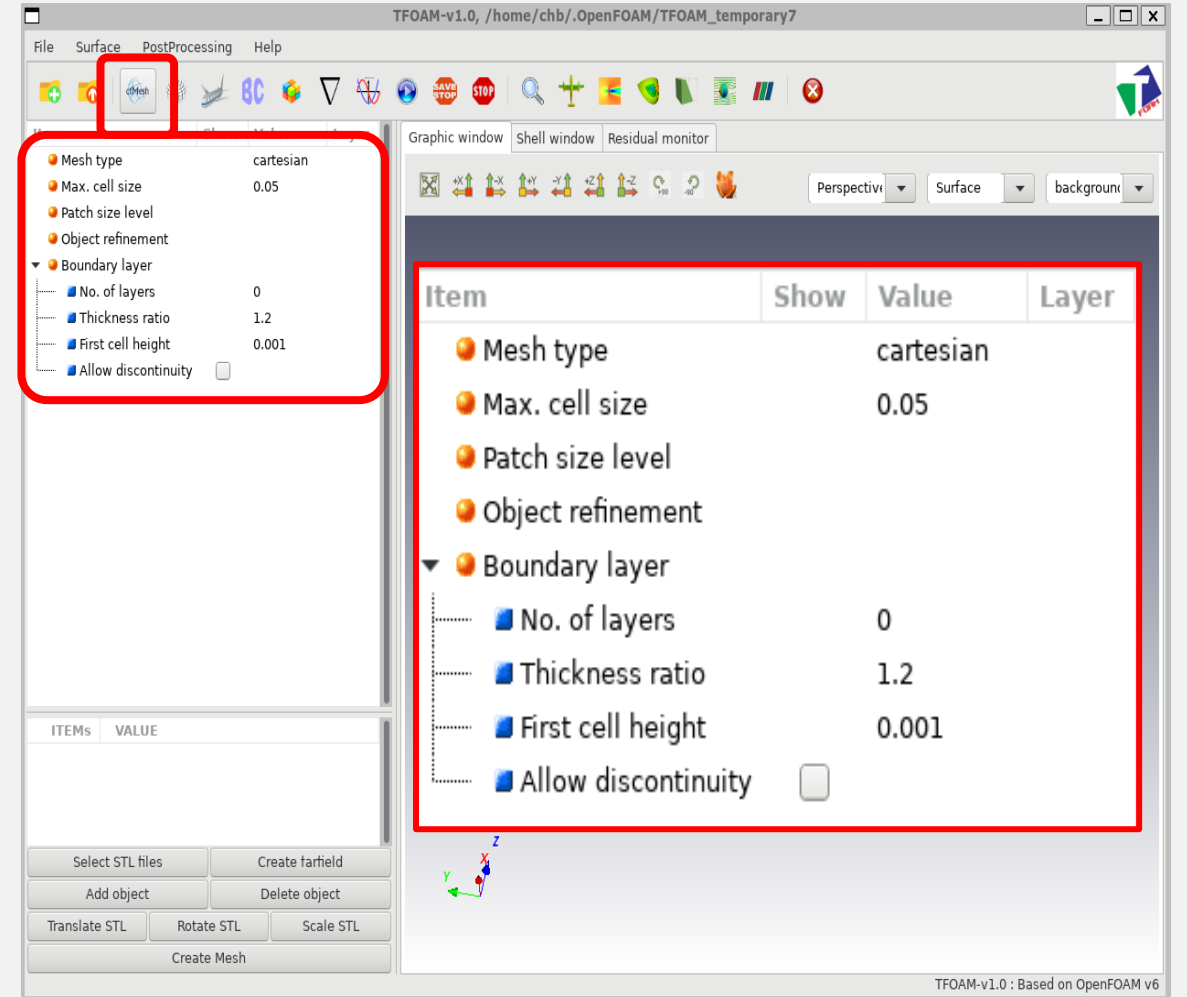 TFOAM-v1.0, /home/chb/.OpenFOAM/TFOAM_temporary7
File Surface PostProcessing Help
cfMesh
BC
SAVE STOP
STOP
FOAM
Mesh type cartesian
Max. cell size 0.05
Patch size level
Object refinement
Boundary layer
No. of layers 0
Thickness ratio 1.2
First cell height 0.001
Allow discontinuity
ITEMs VALUE
Select STL files Create farfield
Add object Delete object
Translate STL Rotate STL Scale STL
Create Mesh
Graphic window Shell window Residual monitor
+X -X +Y -Y +Z -Z +90 -90
Perspective Surface background
Item Show Value Layer
Mesh type cartesian
Max. cell size 0.05
Patch size level
Object refinement
Boundary layer
No. of layers 0
Thickness ratio 1.2
First cell height 0.001
Allow discontinuity
Z
X
Y
TFOAM-v1.0 : Based on OpenFOAM v6